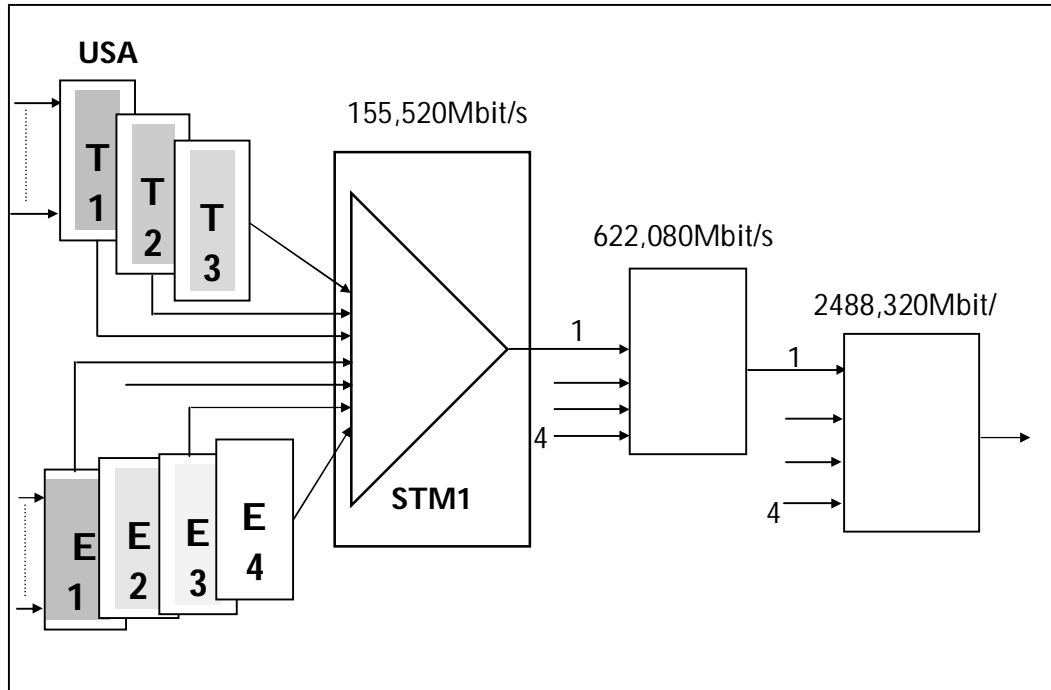 USA
155,520Mbit/s
T
1
T
2
T
3
622,080Mbit/s
2488,320Mbit/
1
1
4
4
STM1
E
1
E
2
E
3
E
4